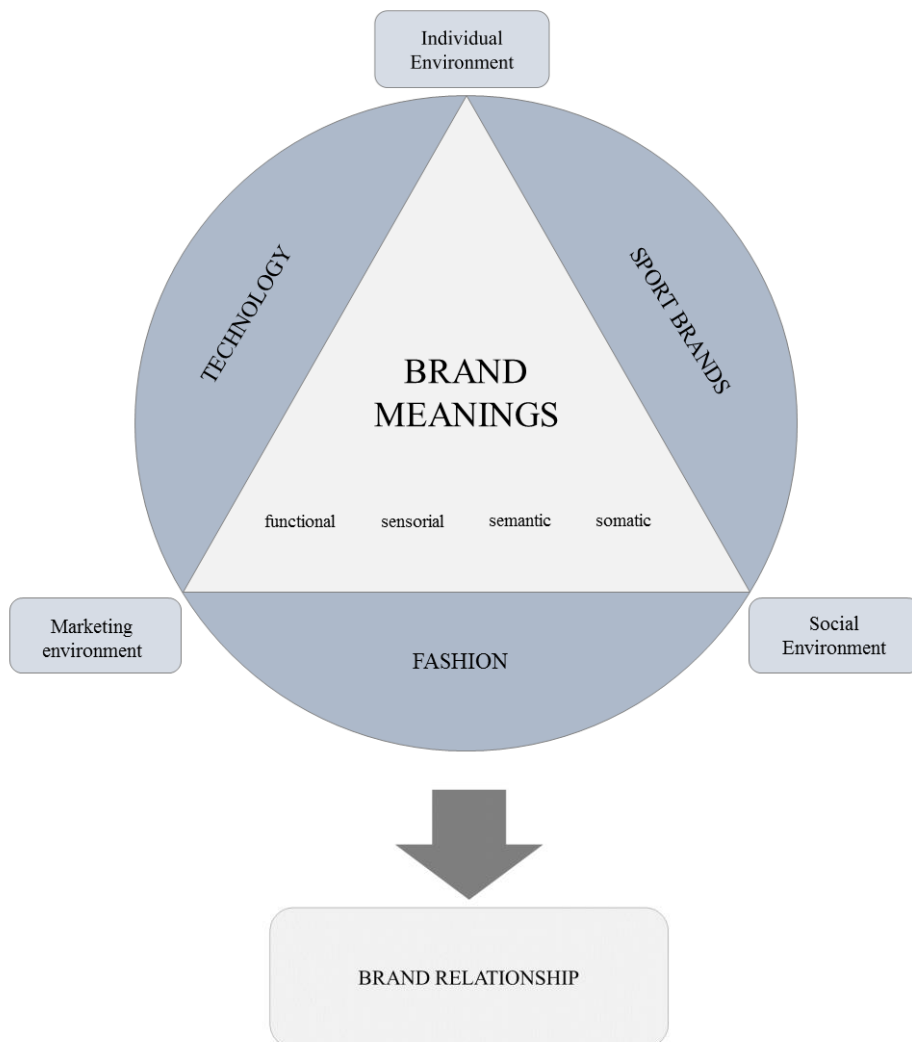 Individual
Environment
TECHNOLOGY
SPORT BRANDS
BRAND
MEANINGS
functional sensorial semantic somatic
Marketing
environment
Social
Environment
FASHION
BRAND RELATIONSHIP